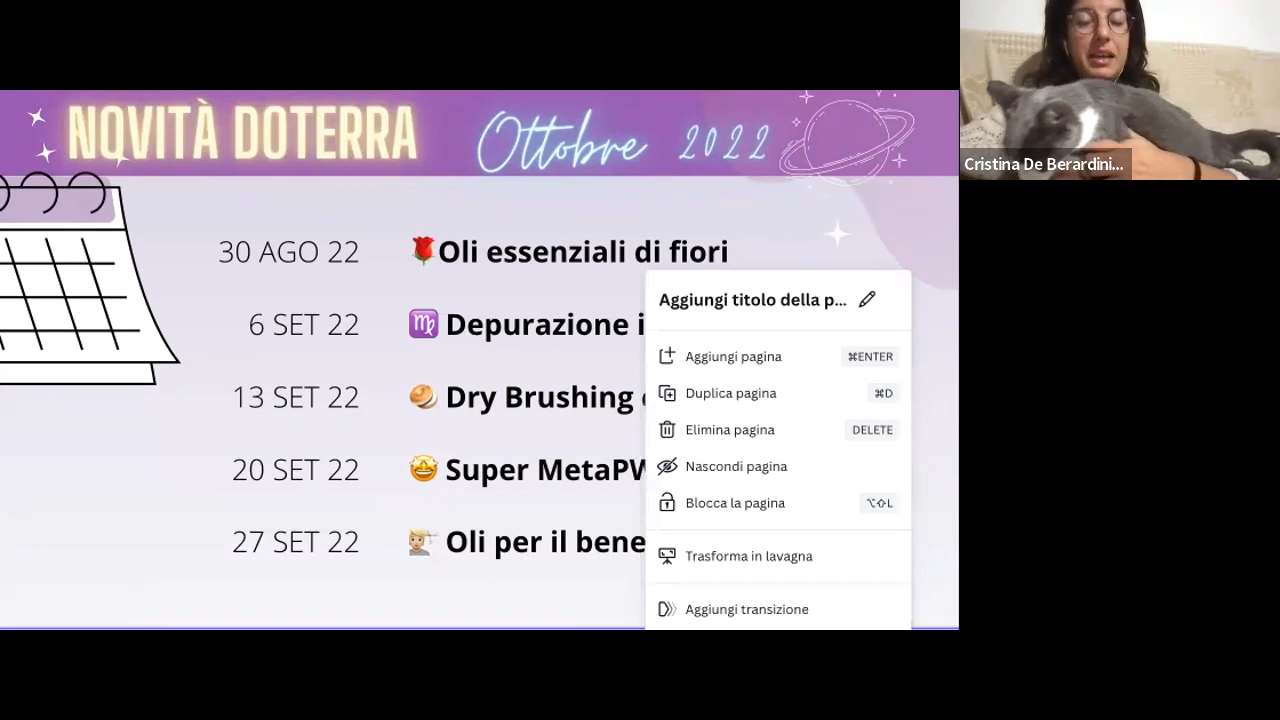 NOVITÀ DOTERRA Ottobre 2022
Cristina De Berardini...
30 AGO 22 Oli essenziali di fiori
6 SET 22 Depurazione i
13 SET 22 Dry Brushing
20 SET 22 Super MetaPW
27 SET 22 Oli per il bene
Aggiungi titolo della p...
Aggiungi pagina ⌘ENTER
Duplica pagina ⌘D
Elimina pagina DELETE
Nascondi pagina
Blocca la pagina ⌥⇧L
Trasforma in lavagna
Aggiungi transizione